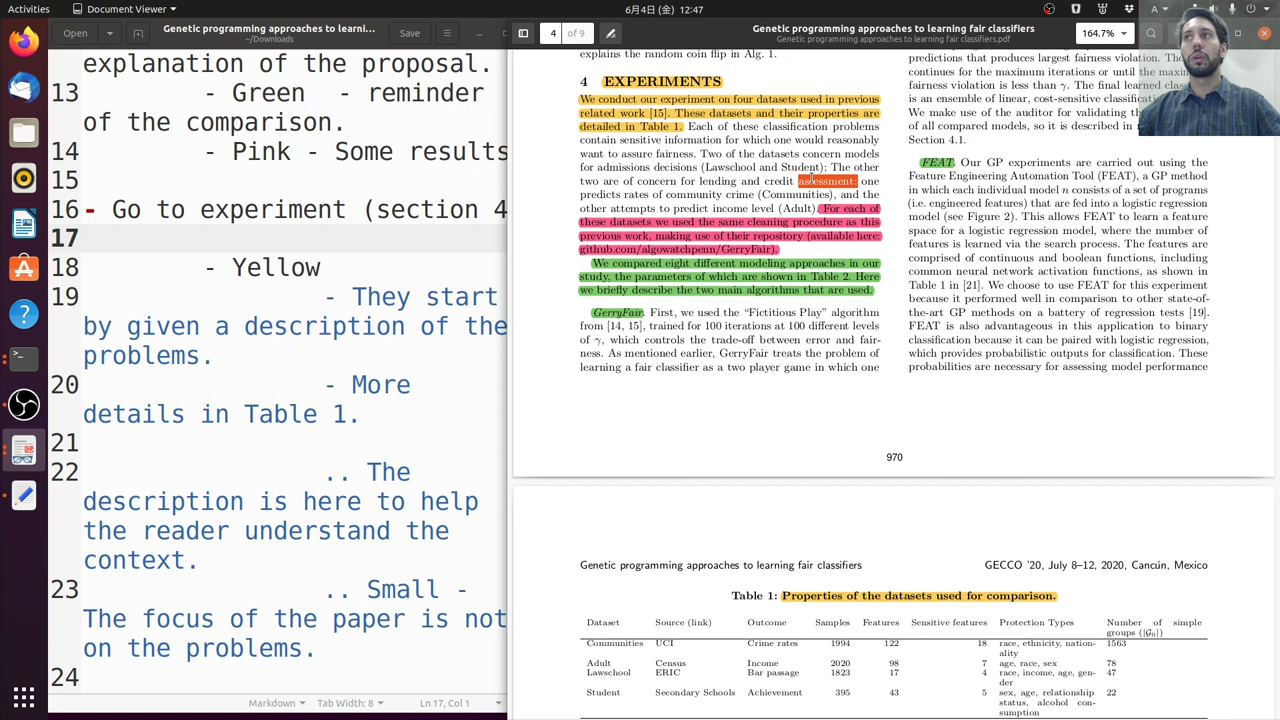 Activities
Document Viewer
6月4日 (金) 12:47
A
Open
Genetic programming approaches to learni...
~/Downloads
Save
explanation of the proposal.
13 - Green - reminder
of the comparison.
14 - Pink - Some results
15
16 - Go to experiment (section 4
17
18 - Yellow
19 - They start
by given a description of the
problems.
20 - More
details in Table 1.
21
22 .. The
description is here to help
the reader understand the
context.
23 .. Small -
The focus of the paper is not
on the problems.
24
Markdown Tab Width: 8 Ln 17, Col 1
4 of 9
Genetic programming approaches to learning fair classifiers
Genetic programming approaches to learning fair classifiers.pdf
164.7%
explains the random coin flip in Alg. 1.
4 EXPERIMENTS
We conduct our experiment on four datasets used in previous
related work [15]. These datasets and their properties are
detailed in Table 1. Each of these classification problems
contain sensitive information for which one would reasonably
want to assure fairness. Two of the datasets concern models
for admissions decisions (Lawschool and Student); The other
two are of concern for lending and credit assessment; one
predicts rates of community crime (Communities), and the
other attempts to predict income level (Adult). For each of
these datasets we used the same cleaning procedure as this
previous work, making use of their repository (available here:
github.com/algowatchpenn/GerryFair).
We compared eight different modeling approaches in our
study, the parameters of which are shown in Table 2. Here
we briefly describe the two main algorithms that are used.
GerryFair. First, we used the “Fictitious Play” algorithm
from [14, 15], trained for 100 iterations at 100 different levels
of γ, which controls the trade-off between error and fair-
ness. As mentioned earlier, GerryFair treats the problem of
learning a fair classifier as a two player game in which one
predictions that produces largest fairness violation.
continues for the maximum iterations or until the
fairness violation is less than γ. The final learned
is an ensemble of linear, cost-sensitive
We make use of the auditor for validating
of all compared models, so it is described in
Section 4.1.
FEAT. Our GP experiments are carried out using the
Feature Engineering Automation Tool (FEAT), a GP method
in which each individual model n consists of a set of programs
(i.e. engineered features) that are fed into a logistic regression
model (see Figure 2). This allows FEAT to learn a feature
space for a logistic regression model, where the number of
features is learned via the search process. The features are
comprised of continuous and boolean functions, including
common neural network activation functions, as shown in
Table 1 in [21]. We choose to use FEAT for this experiment
because it performed well in comparison to other state-of-
the-art GP methods on a battery of regression tests [19].
FEAT is also advantageous in this application to binary
classification because it can be paired with logistic regression,
which provides probabilistic outputs for classification. These
probabilities are necessary for assessing model performance
970
Genetic programming approaches to learning fair classifiers
GECCO '20, July 8–12, 2020, Cancún, Mexico
Table 1: Properties of the datasets used for comparison.
Dataset Source (link) Outcome Samples Features Sensitive features Protection Types Number of simple
groups (|𝒢₀|)
Communities UCI Crime rates 1994 122 18 race, ethnicity, nation- 1563
ality
Adult Census Income 2020 98 7 age, race, sex 78
Lawschool ERIC Bar passage 1823 17 4 race, income, age, gen- 47
der
Student Secondary Schools Achievement 395 43 5 sex, age, relationship 22
status, alcohol con-
sumption